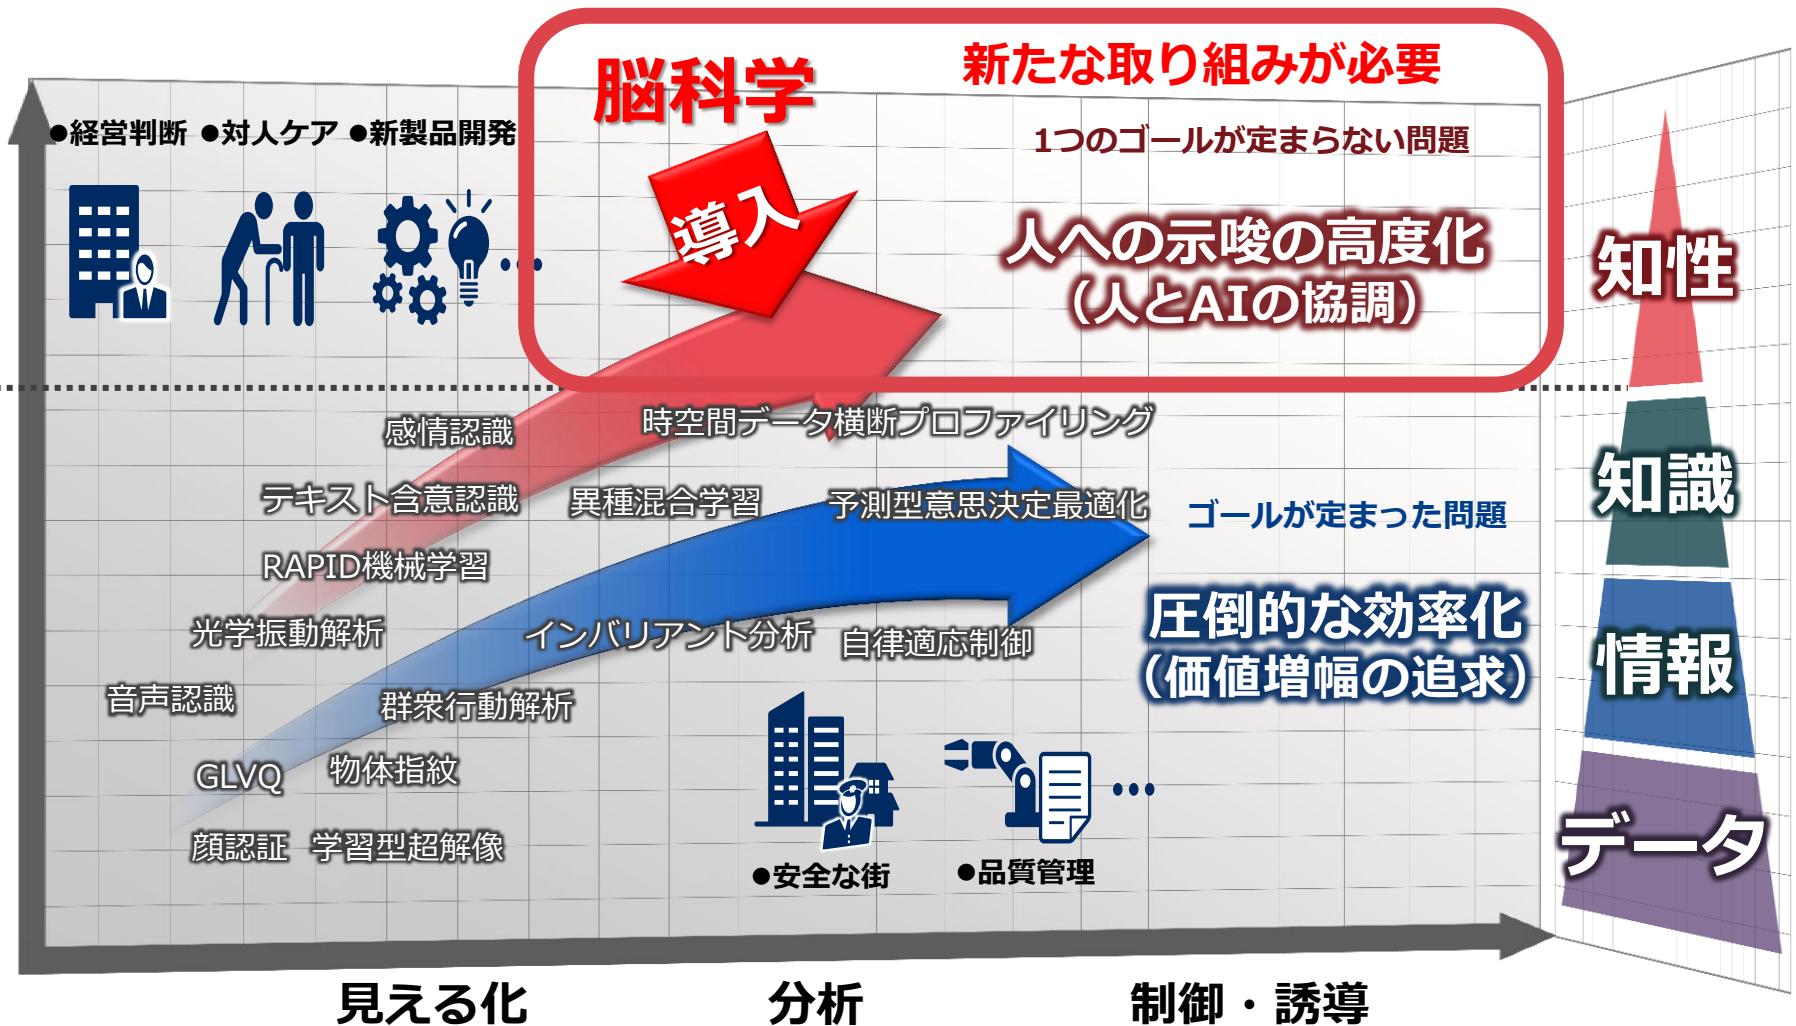 脳科学
新たな取り組みが必要
1つのゴールが定まらない問題
●経営判断 ●対人ケア ●新製品開発
導入
人への示唆の高度化
（人とAIの協調）
知性
感情認識
時空間データ横断プロファイリング
テキスト含意認識
異種混合学習
予測型意思決定最適化
ゴールが定まった問題
知識
RAPID機械学習
光学振動解析
インバリアント分析
自律適応制御
圧倒的な効率化
（価値増幅の追求）
情報
音声認識
群衆行動解析
GLVQ
物体指紋
顔認証
学習型超解像
●安全な街
●品質管理
データ
見える化
分析
制御・誘導